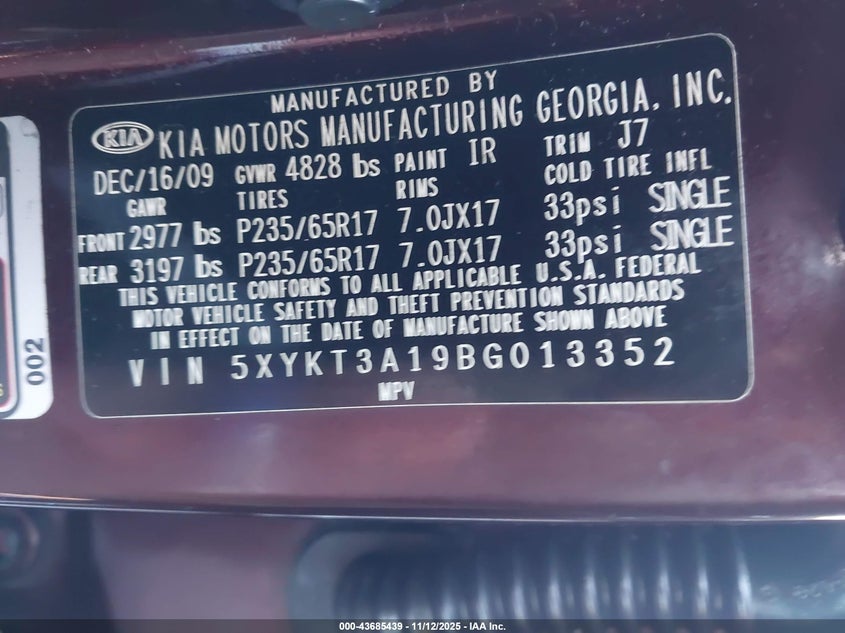 MANUFACTURED BY
KIA KIA MOTORS MANUFACTURING GEORGIA, INC.
DEC/16/09 GVWR 4828 lbs PAINT IR TRIM J7
GAWR TIRES RIMS COLD TIRE INFL
FRONT 2977 lbs P235/65R17 7.0JX17 33psi SINGLE
REAR 3197 lbs P235/65R17 7.0JX17 33psi SINGLE
THIS VEHICLE CONFORMS TO ALL APPLICABLE U.S.A. FEDERAL
MOTOR VEHICLE SAFETY AND THEFT PREVENTION STANDARDS
IN EFFECT ON THE DATE OF MANUFACTURE SHOWN ABOVE
VIN 5XYKT3A19BG013352
MPV
002
000-43685439 - 11/12/2025 - IAA Inc.